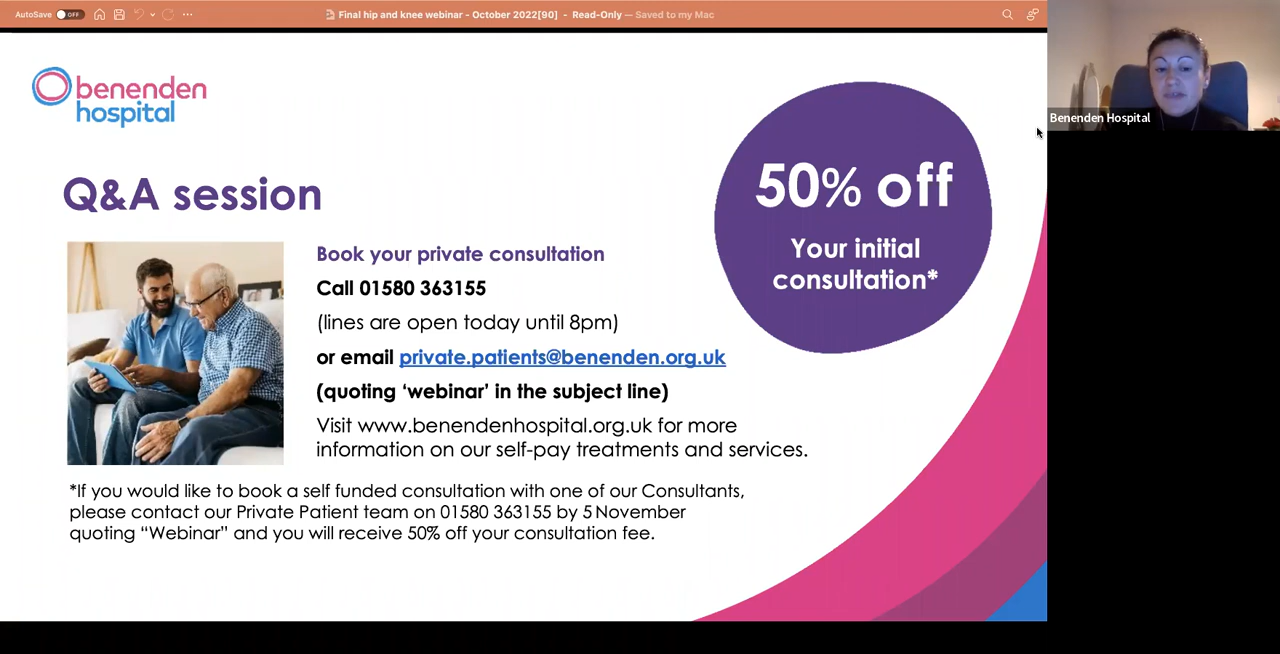 AutoSave OFF
Final hip and knee webinar - October 2022[90] - Read-Only — Saved to my Mac
Benenden Hospital
benenden
hospital
50% off
Your initial
consultation*
Q&A session
Book your private consultation
Call 01580 363155
(lines are open today until 8pm)
or email private.patients@benenden.org.uk
(quoting ‘webinar’ in the subject line)
Visit www.benendenhospital.org.uk for more
information on our self-pay treatments and services.
*If you would like to book a self funded consultation with one of our Consultants,
please contact our Private Patient team on 01580 363155 by 5 November
quoting “Webinar” and you will receive 50% off your consultation fee.